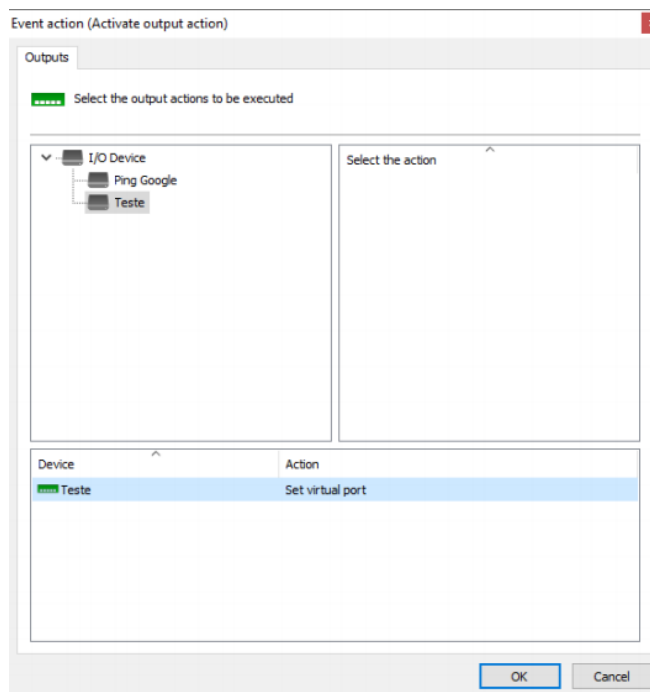 Event action (Activate output action)
Outputs
Select the output actions to be executed
I/O Device
Ping Google
Teste
Select the action
Device Action
Teste Set virtual port
OK Cancel